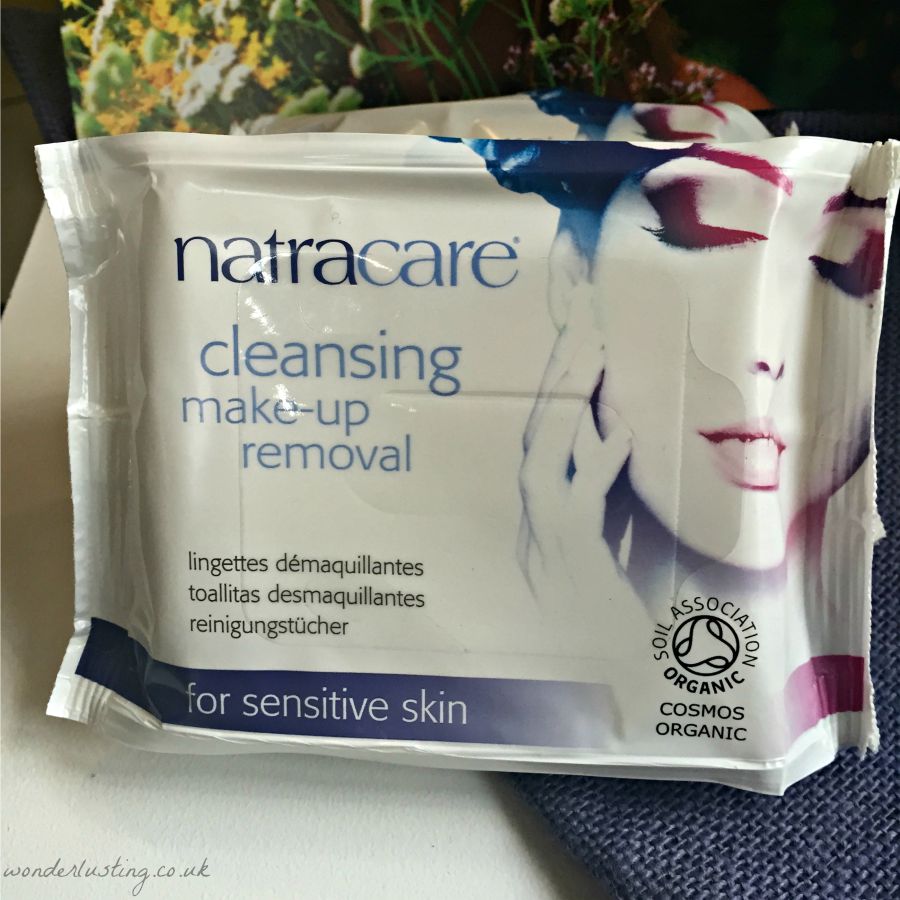 natracare®
cleansing
make-up
removal
lingettes démaquillantes
toallitas desmaquillantes
reinigungstücher
for sensitive skin
SOIL ASSOCIATION
ORGANIC
COSMOS
ORGANIC
wonderlusting.co.uk